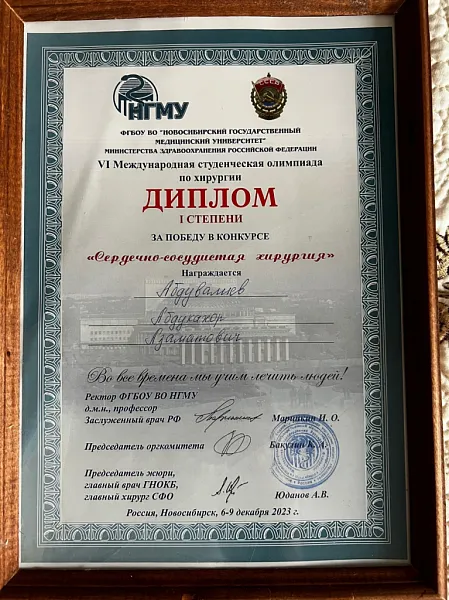 НГМУ
СССР
ФГБОУ ВО "НОВОСИБИРСКИЙ ГОСУДАРСТВЕННЫЙ
МЕДИЦИНСКИЙ УНИВЕРСИТЕТ"
МИНИСТЕРСТВА ЗДРАВООХРАНЕНИЯ РОССИЙСКОЙ ФЕДЕРАЦИИ
VI Международная студенческая олимпиада
по хирургии
ДИПЛОМ
I СТЕПЕНИ
ЗА ПОБЕДУ В КОНКУРСЕ
«Сердечно-сосудистая хирургия»
Награждается
Абдувалиев
Абдукахор
Азаматович
Во все времена мы учим лечить людей!
Ректор ФГБОУ ВО НГМУ
д.м.н., профессор
Заслуженный врач РФ Маринкин И. О.
Председатель оргкомитета Бакулин К. А.
Председатель жюри,
главный врач ГНОКБ,
главный хирург СФО Юданов А.В.
Россия, Новосибирск, 6-9 декабря 2023 г.